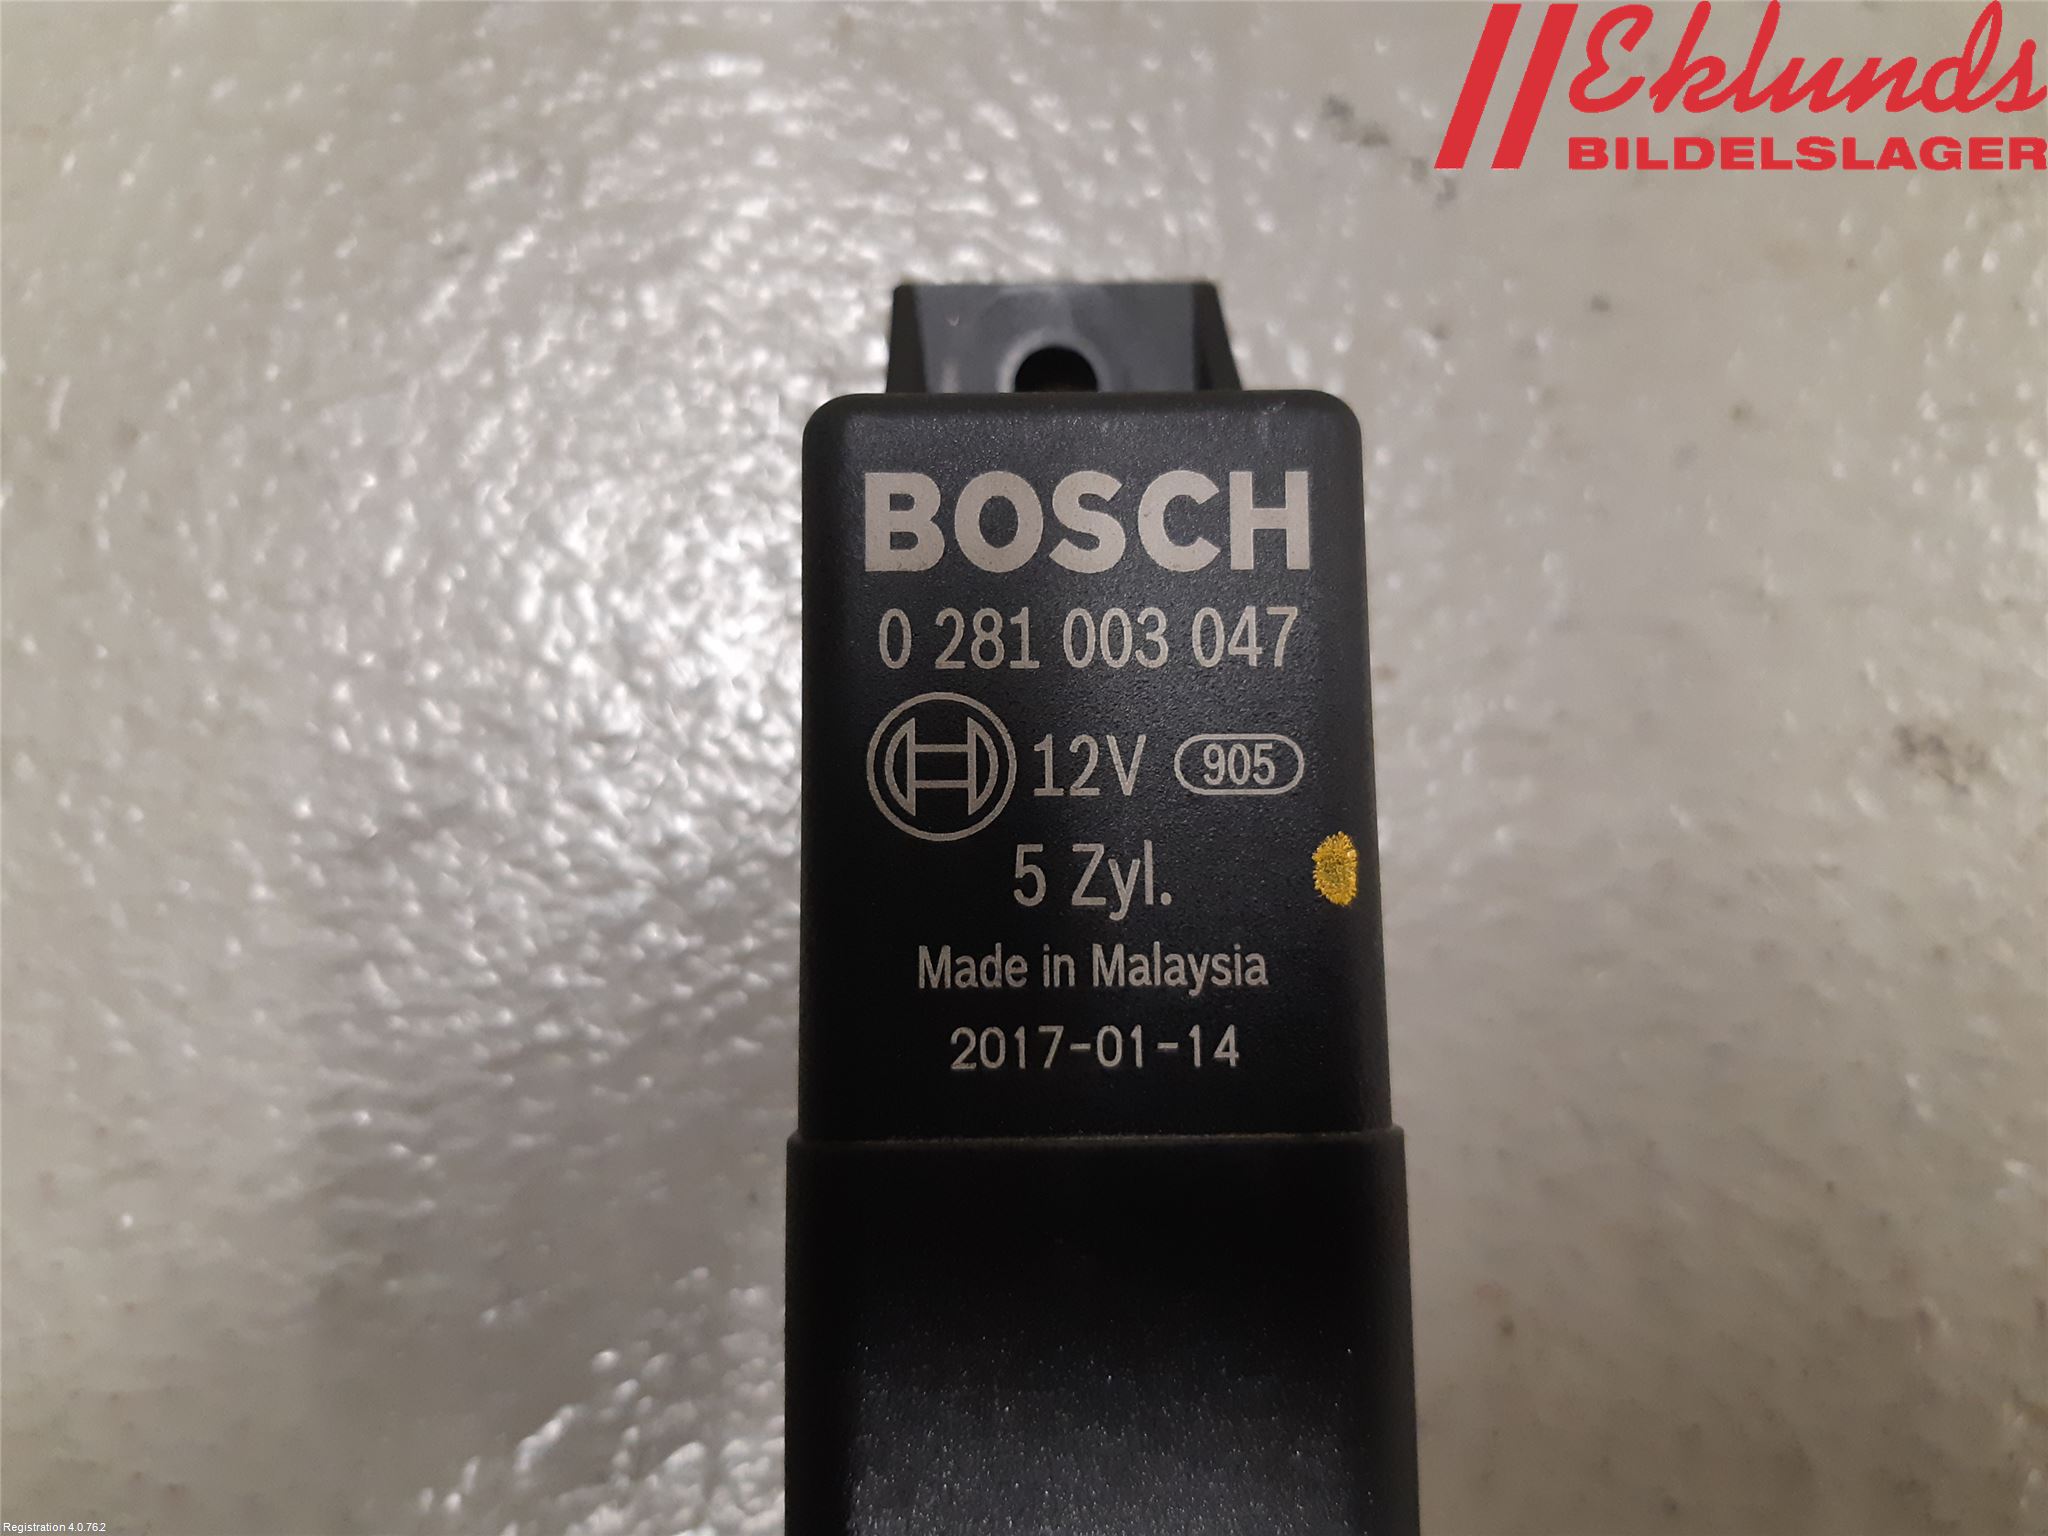 Eklunds
BILDELSLAGER
BOSCH
0 281 003 047
12V 905
5 Zyl.
Made in Malaysia
2017-01-14
Registration 4.0.762